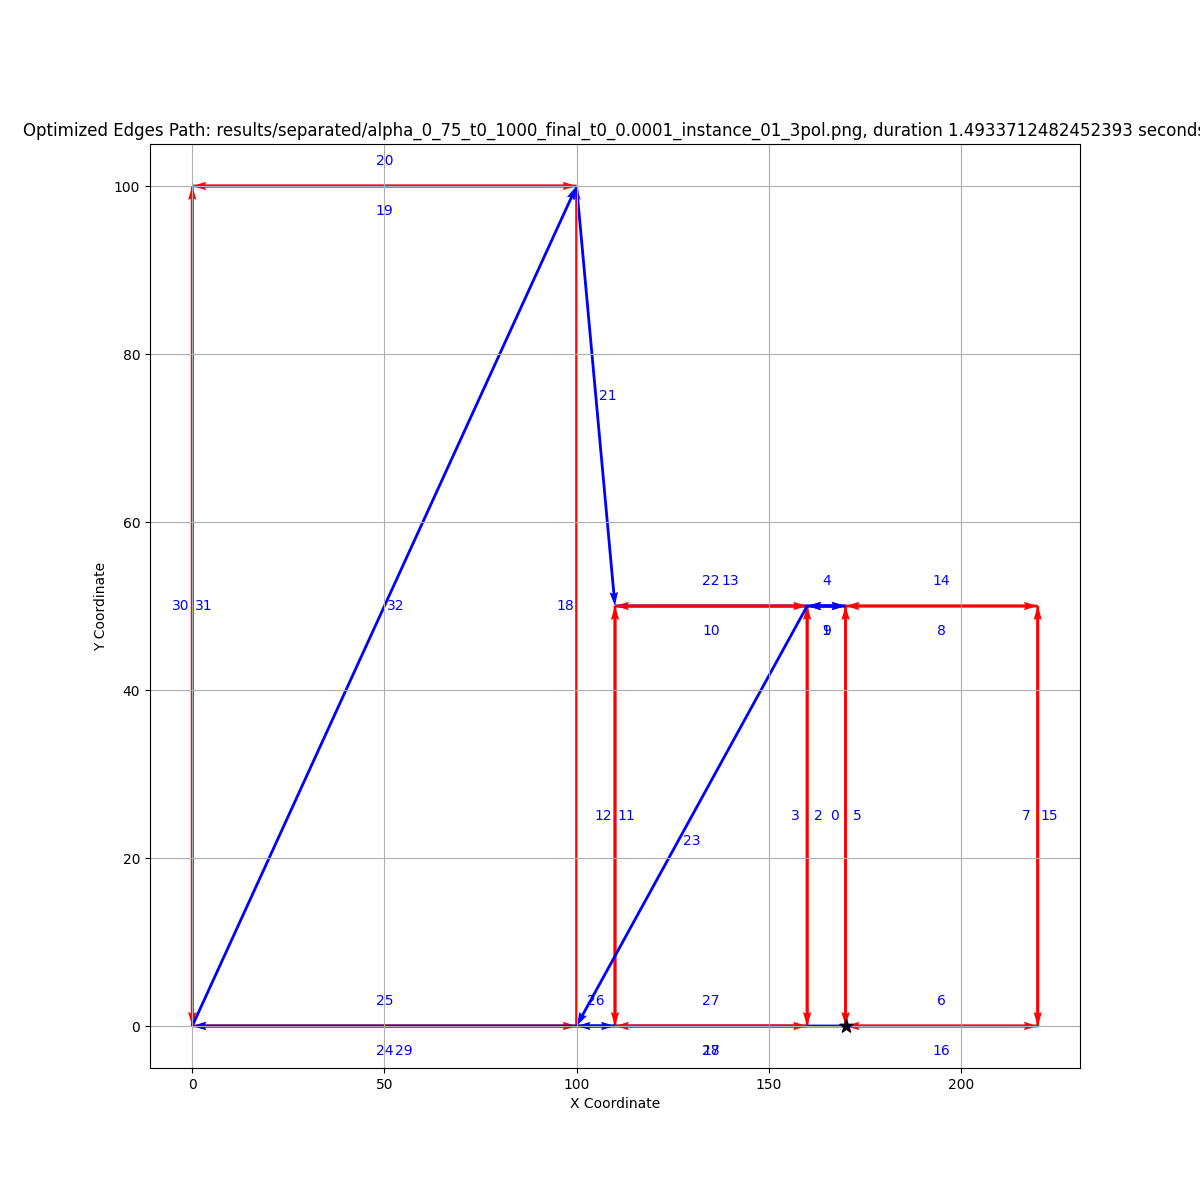 Optimized Edges Path: results/separated/alpha_0_75_t0_1000_final_t0_0.0001_instance_01_3pol.png, duration 1.4933712482452393 seconds
20
100
19
80
21
60
22 13 4 14
30 31 32 18
10 9 8
Y Coordinate
40
12 11 3 2 0 5 7 15
23
20
25 26 27 6
0
24 29 16
0 50 100 150 200
X Coordinate